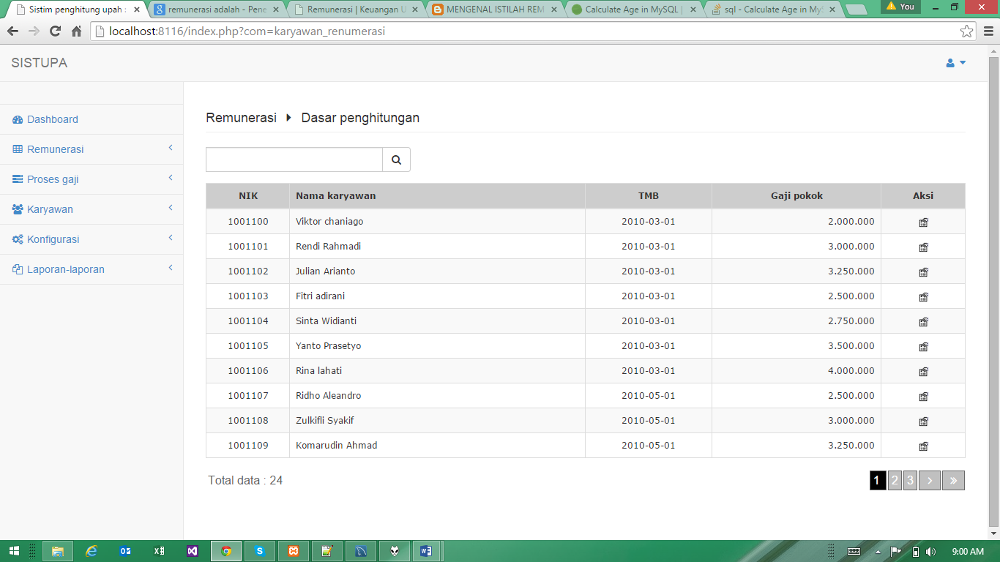 Sistim penghitung upah :
remunerasi adalah - Pene
Remunerasi | Keuangan U
MENGENAL ISTILAH REM
Calculate Age in MySQL |
sql - Calculate Age in MyS
You
localhost:8116/index.php?com=karyawan_renumerasi
SISTUPA
Dashboard
Remunerasi
Proses gaji
Karyawan
Konfigurasi
Laporan-laporan
Remunerasi Dasar penghitungan
NIK Nama karyawan TMB Gaji pokok Aksi
1001100 Viktor chaniago 2010-03-01 2.000.000
1001101 Rendi Rahmadi 2010-03-01 3.000.000
1001102 Julian Arianto 2010-03-01 3.250.000
1001103 Fitri adirani 2010-03-01 2.500.000
1001104 Sinta Widianti 2010-03-01 2.750.000
1001105 Yanto Prasetyo 2010-03-01 3.500.000
1001106 Rina lahati 2010-03-01 4.000.000
1001107 Ridho Aleandro 2010-05-01 2.500.000
1001108 Zulkifli Syakif 2010-05-01 3.000.000
1001109 Komarudin Ahmad 2010-05-01 3.250.000
Total data : 24
1 2 3 › »
9:00 AM